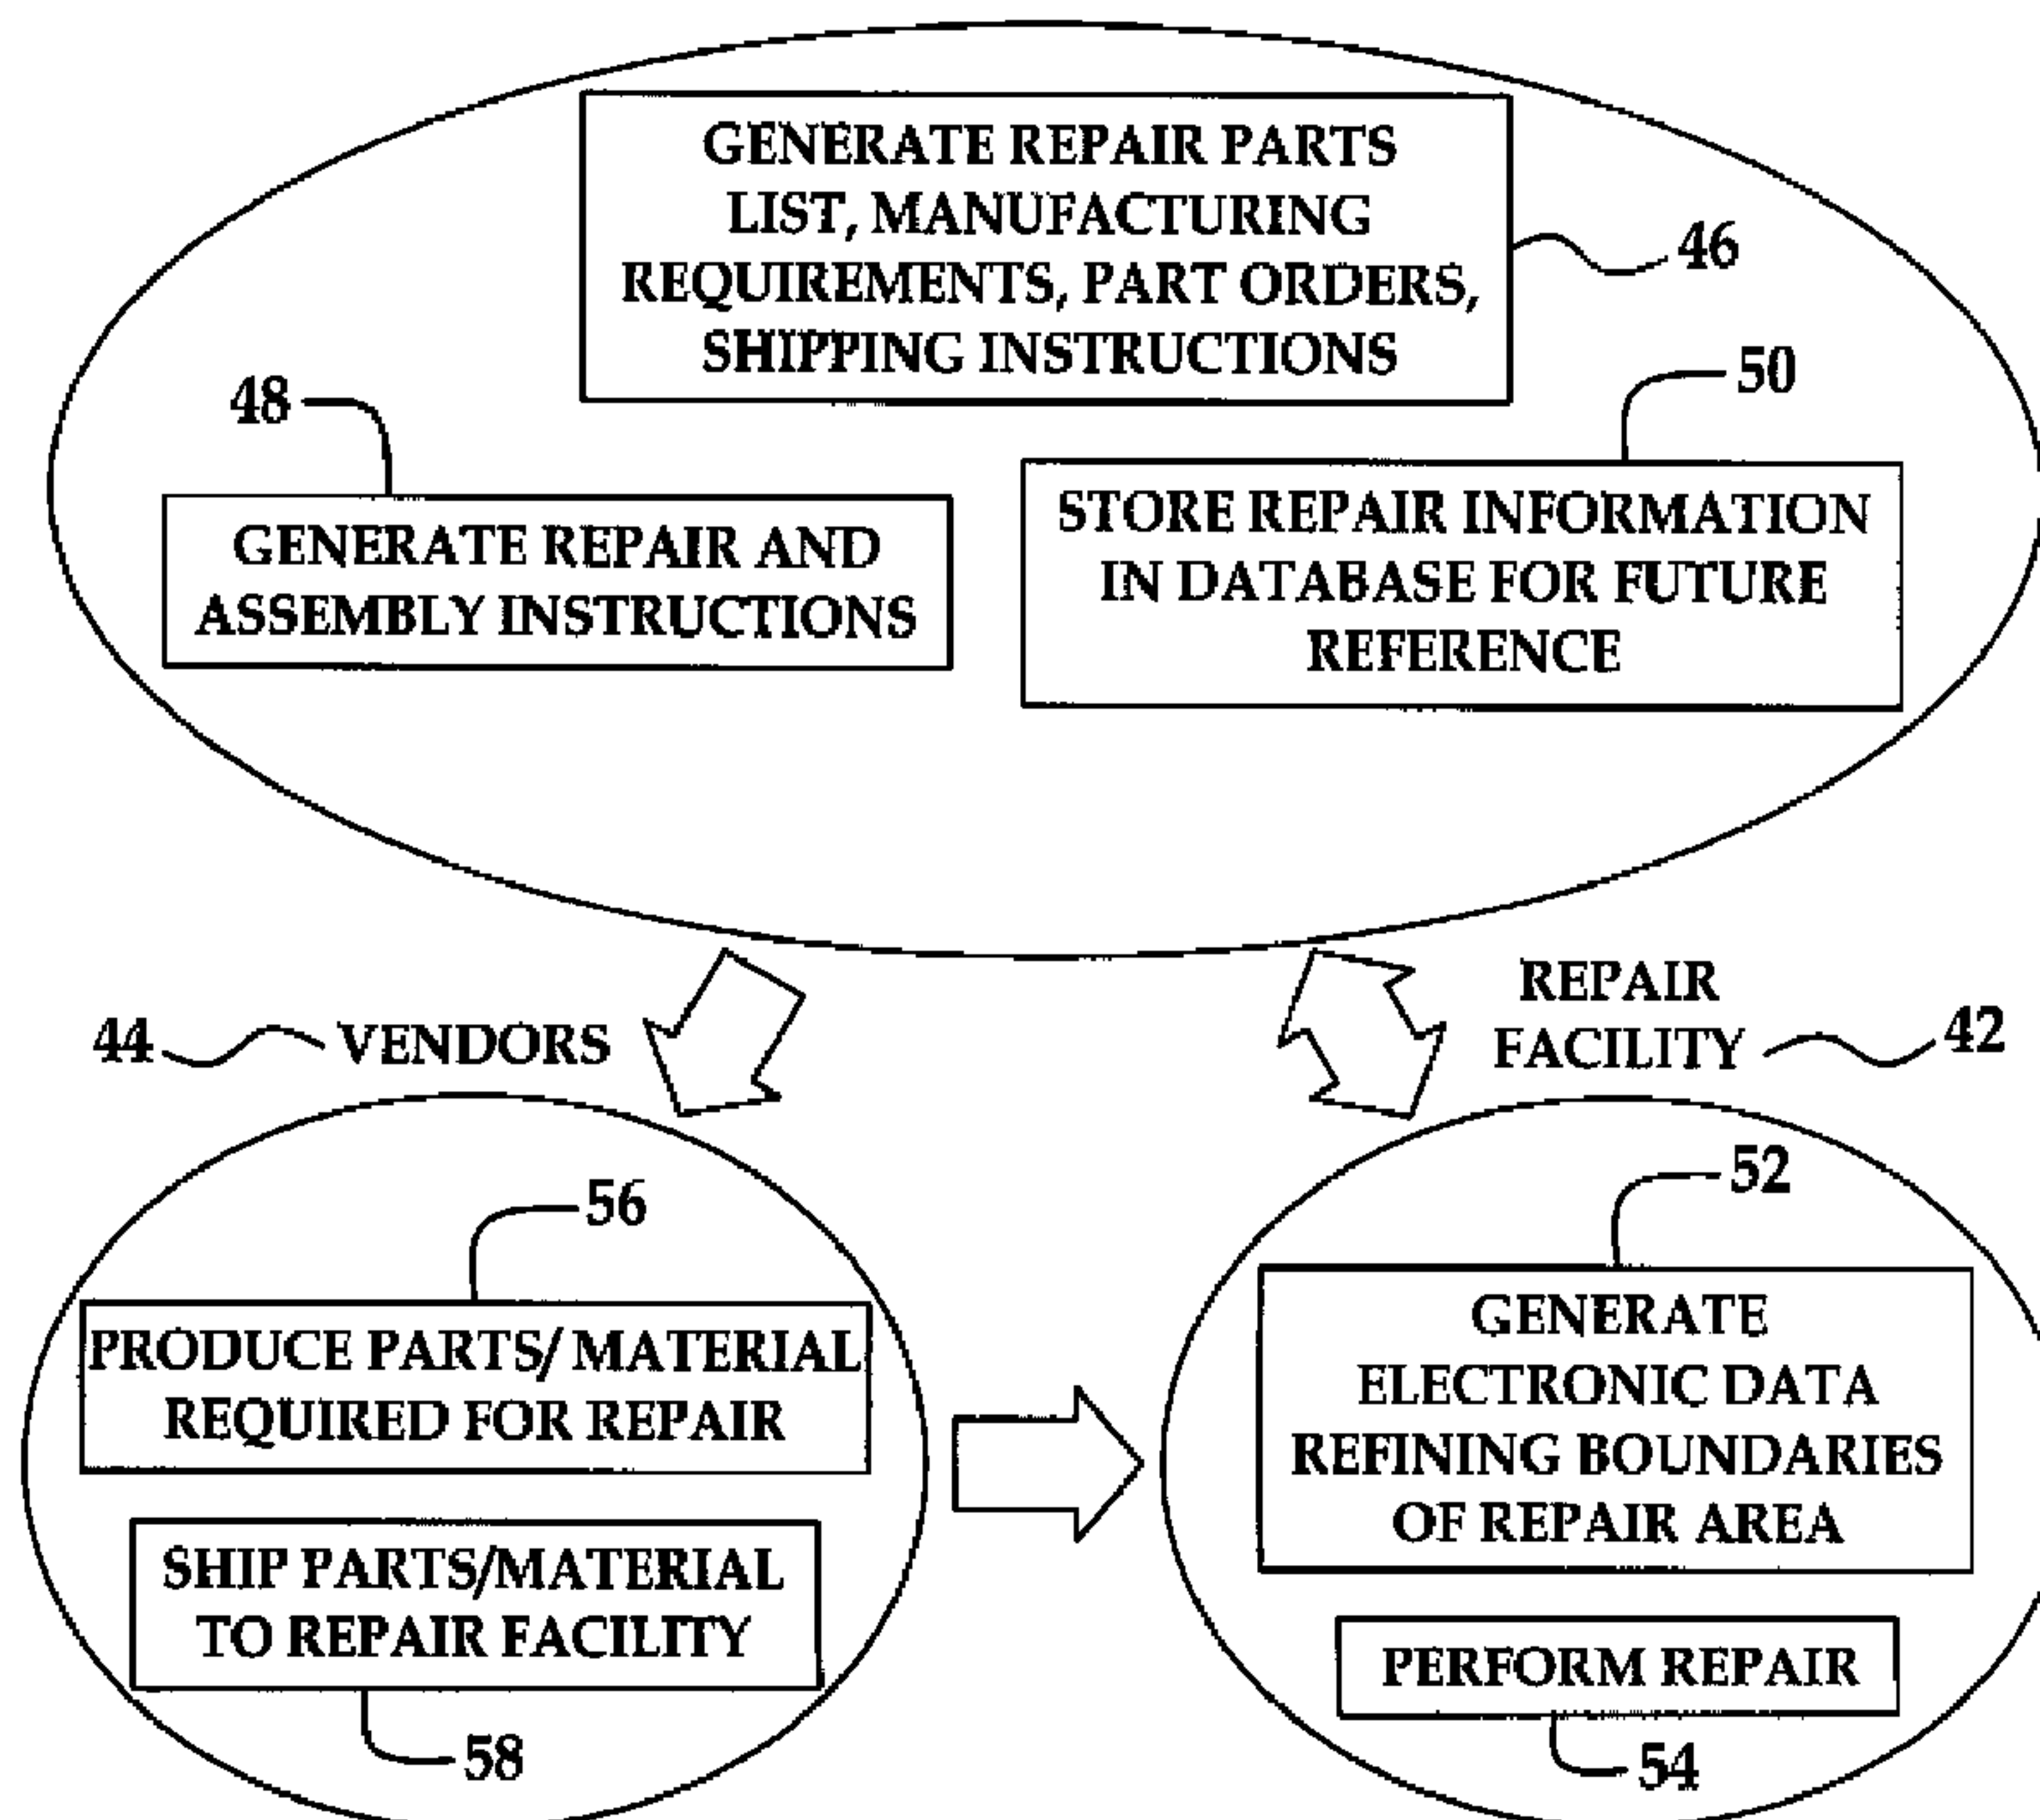 GENERATE REPAIR PARTS
LIST, MANUFACTURING
REQUIREMENTS, PART ORDERS,
SHIPPING INSTRUCTIONS
46
48
GENERATE REPAIR AND
ASSEMBLY INSTRUCTIONS
50
STORE REPAIR INFORMATION
IN DATABASE FOR FUTURE
REFERENCE
44
VENDORS
REPAIR
FACILITY
42
56
PRODUCE PARTS/ MATERIAL
REQUIRED FOR REPAIR
SHIP PARTS/MATERIAL
TO REPAIR FACILITY
58
52
GENERATE
ELECTRONIC DATA
REFINING BOUNDARIES
OF REPAIR AREA
PERFORM REPAIR
54